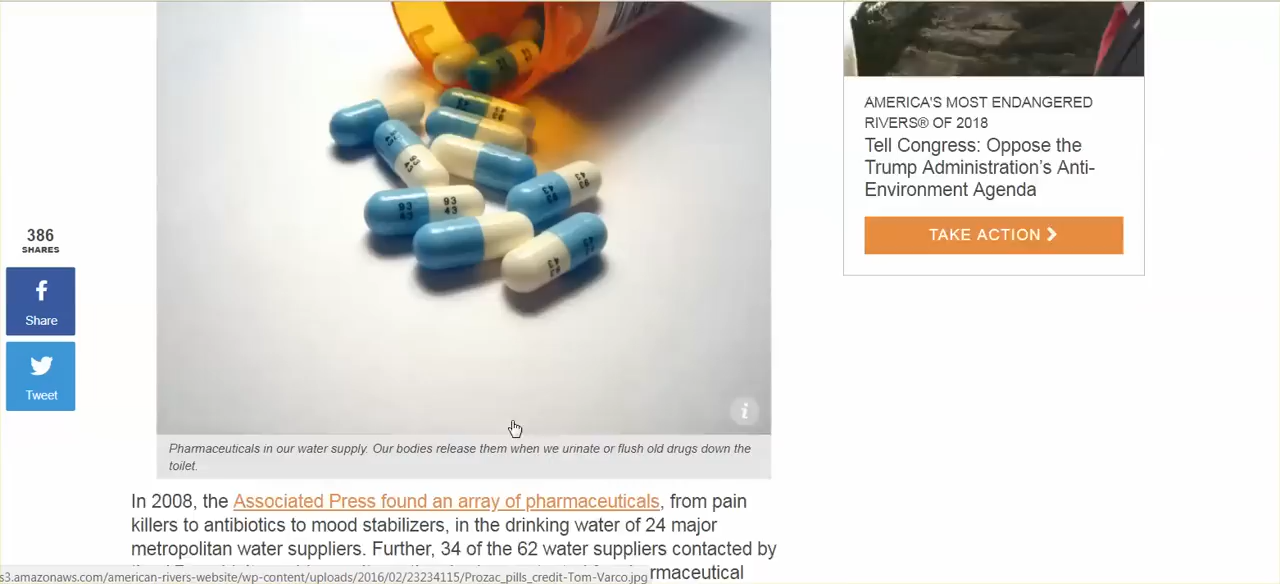 AMERICA'S MOST ENDANGERED
RIVERS® OF 2018
Tell Congress: Oppose the
Trump Administration's Anti-
Environment Agenda
TAKE ACTION
386
SHARES
Share
Tweet
93 93
43
i
Pharmaceuticals in our water supply. Our bodies release them when we urinate or flush old drugs down the
toilet.
In 2008, the Associated Press found an array of pharmaceuticals, from pain
killers to antibiotics to mood stabilizers, in the drinking water of 24 major
metropolitan water suppliers. Further, 34 of the 62 water suppliers contacted by
rmaceutical
s3.amazonaws.com/american-rivers-website/wp-content/uploads/2016/02/23234115/Prozac_pills_credit-Tom-Varco.jpg